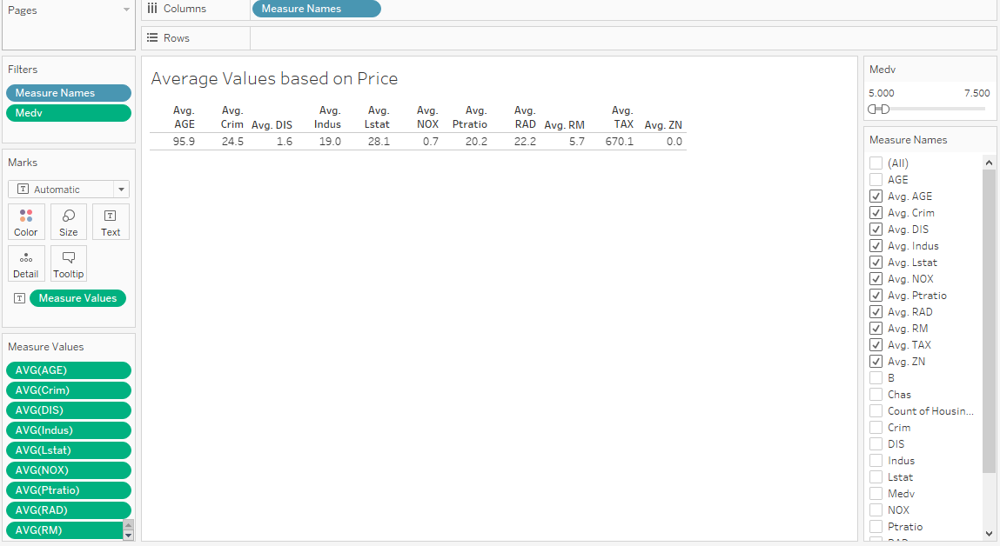 Pages
Columns
Measure Names
Rows
Filters
Measure Names
Medv
Marks
Automatic
Color
Size
Text
Detail
Tooltip
Measure Values
Measure Values
AVG(AGE)
AVG(Crim)
AVG(DIS)
AVG(Indus)
AVG(Lstat)
AVG(NOX)
AVG(Ptratio)
AVG(RAD)
AVG(RM)
Average Values based on Price
Avg. AGE Avg. Crim Avg. DIS Avg. Indus Avg. Lstat Avg. NOX Avg. Ptratio Avg. RAD Avg. RM Avg. TAX Avg. ZN
95.9 24.5 1.6 19.0 28.1 0.7 20.2 22.2 5.7 670.1 0.0
Medv
5.000 7.500
Measure Names
(All)
AGE
Avg. AGE
Avg. Crim
Avg. DIS
Avg. Indus
Avg. Lstat
Avg. NOX
Avg. Ptratio
Avg. RAD
Avg. RM
Avg. TAX
Avg. ZN
B
Chas
Count of Housin...
Crim
DIS
Indus
Lstat
Medv
NOX
Ptratio